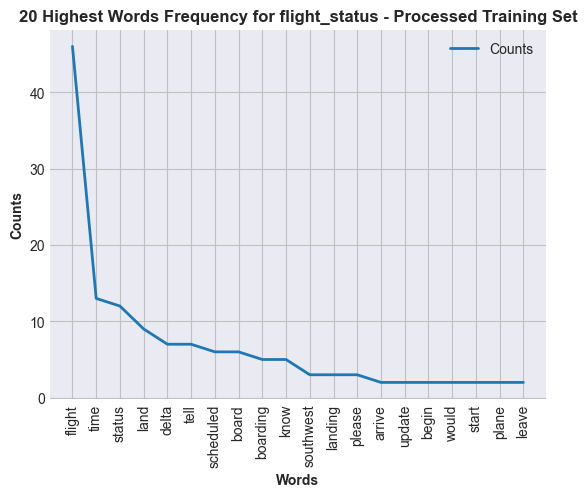 20 Highest Words Frequency for flight_status - Processed Training Set
Counts
Counts
40
30
20
10
0
flight
time
status
land
delta
tell
scheduled
board
boarding
know
southwest
landing
please
arrive
update
begin
would
start
plane
leave
Words